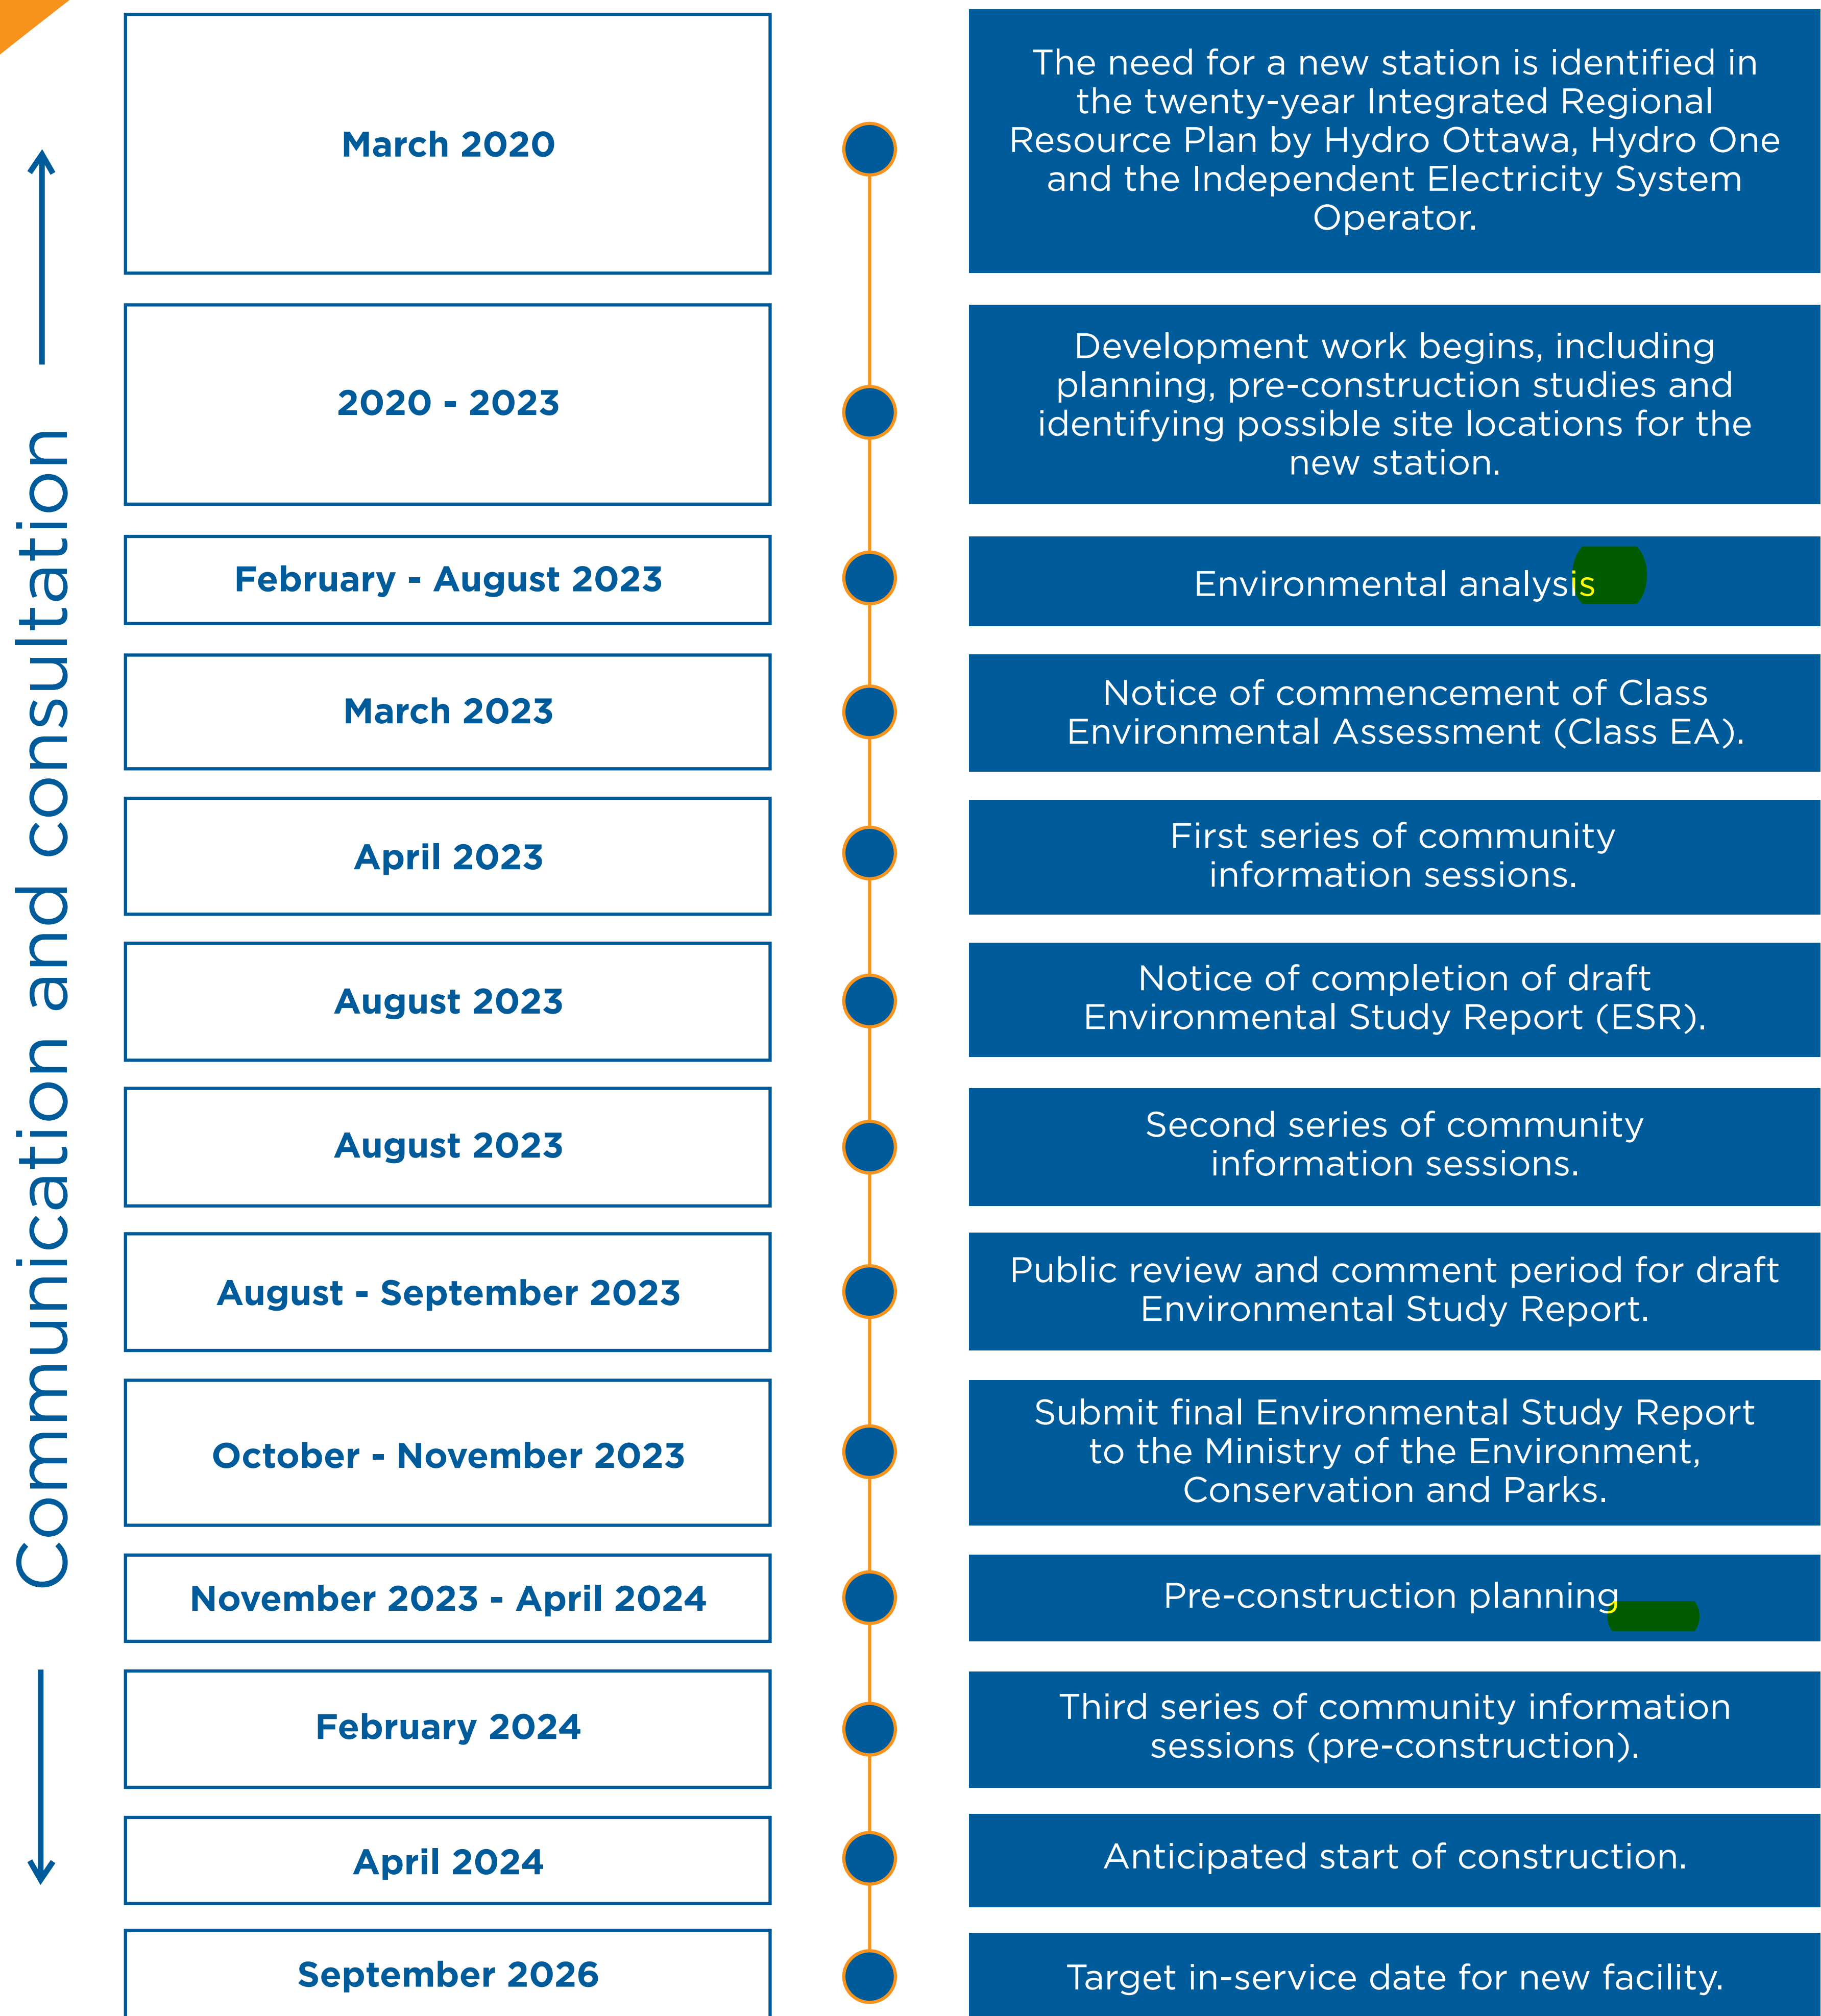 Communication and consultation
March 2020
The need for a new station is identified in
the twenty-year Integrated Regional
Resource Plan by Hydro Ottawa, Hydro One
and the Independent Electricity System
Operator.
2020 - 2023
Development work begins, including
planning, pre-construction studies and
identifying possible site locations for the
new station.
February - August 2023
Environmental analysis
March 2023
Notice of commencement of Class
Environmental Assessment (Class EA).
April 2023
First series of community
information sessions.
August 2023
Notice of completion of draft
Environmental Study Report (ESR).
August 2023
Second series of community
information sessions.
August - September 2023
Public review and comment period for draft
Environmental Study Report.
October - November 2023
Submit final Environmental Study Report
to the Ministry of the Environment,
Conservation and Parks.
November 2023 - April 2024
Pre-construction planning
February 2024
Third series of community information
sessions (pre-construction).
April 2024
Anticipated start of construction.
September 2026
Target in-service date for new facility.